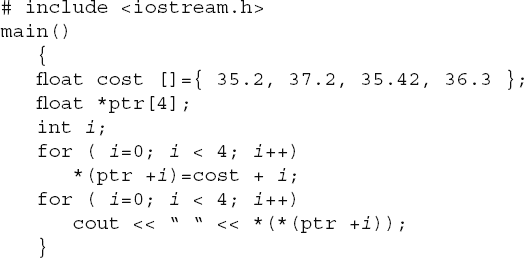 # include <iostream.h>
main()
{
float cost []={ 35.2, 37.2, 35.42, 36.3 };
float *ptr[4];
int i;
for ( i=0; i < 4; i++)
*(ptr +i)=cost + i;
for ( i=0; i < 4; i++)
cout << “ “ << *(*(ptr +i));
}